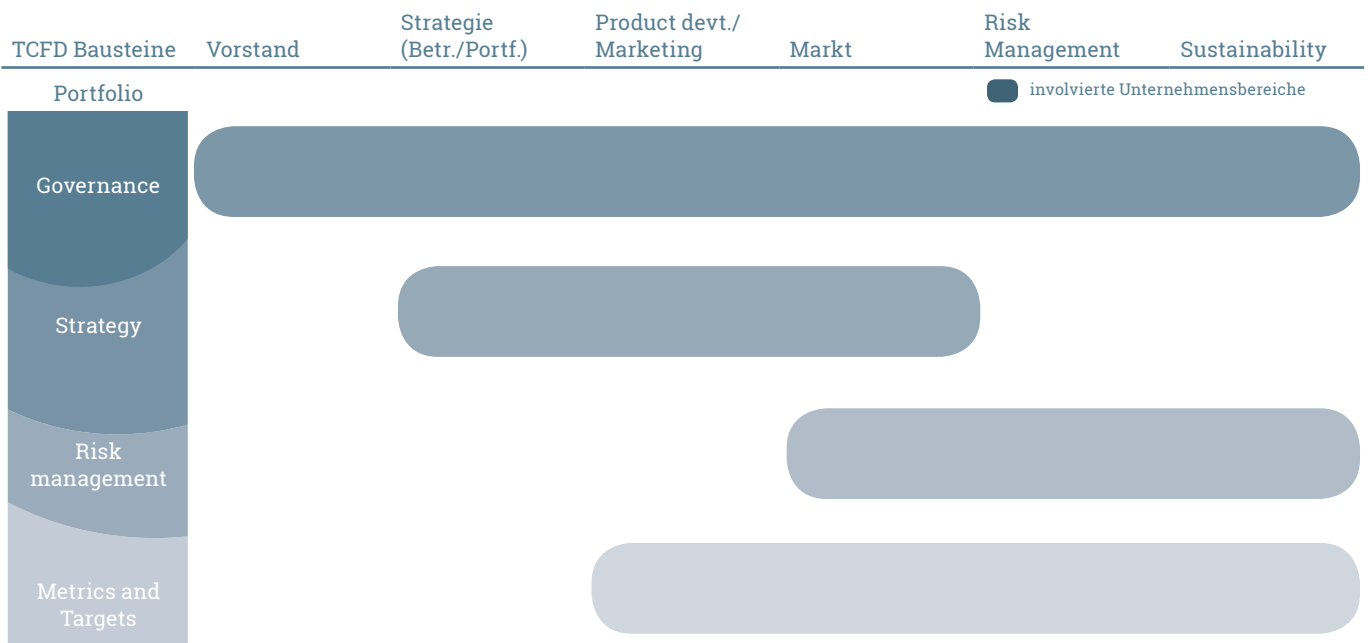 TCFD Bausteine
Vorstand
Strategie
(Betr./Portf.)
Product devt./
Marketing
Markt
Risk
Management
Sustainability
Portfolio
involvierte Unternehmensbereiche
Governance
Strategy
Risk
management
Metrics and
Targets